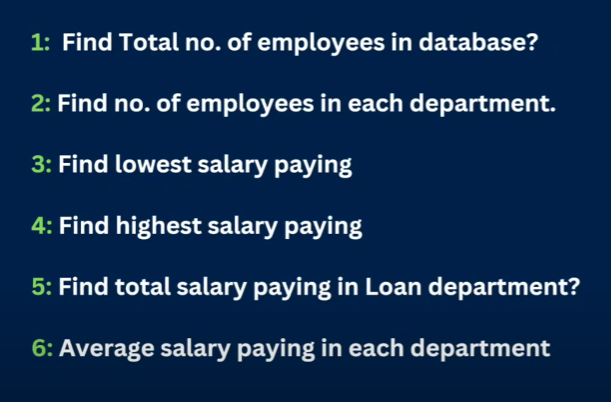 1: Find Total no. of employees in database?
2: Find no. of employees in each department.
3: Find lowest salary paying
4: Find highest salary paying
5: Find total salary paying in Loan department?
6: Average salary paying in each department